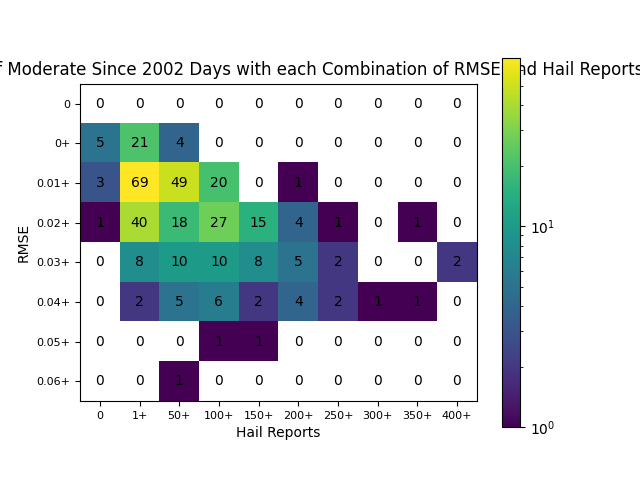 Moderate Since 2002 Days with each Combination of RMSE and Hail Reports
0 0 0 0 0 0 0 0 0 0 0
0+ 5 21 4 0 0 0 0 0 0 0
0.01+ 3 69 49 20 0 1 0 0 0 0
0.02+ 1 40 18 27 15 4 1 0 1 0
0.03+ 0 8 10 10 8 5 2 0 0 2
0.04+ 0 2 5 6 2 4 2 1 1 0
0.05+ 0 0 0 1 1 0 0 0 0 0
0.06+ 0 0 1 0 0 0 0 0 0 0
0 1+ 50+ 100+ 150+ 200+ 250+ 300+ 350+ 400+
Hail Reports
RMSE
10¹
10⁰